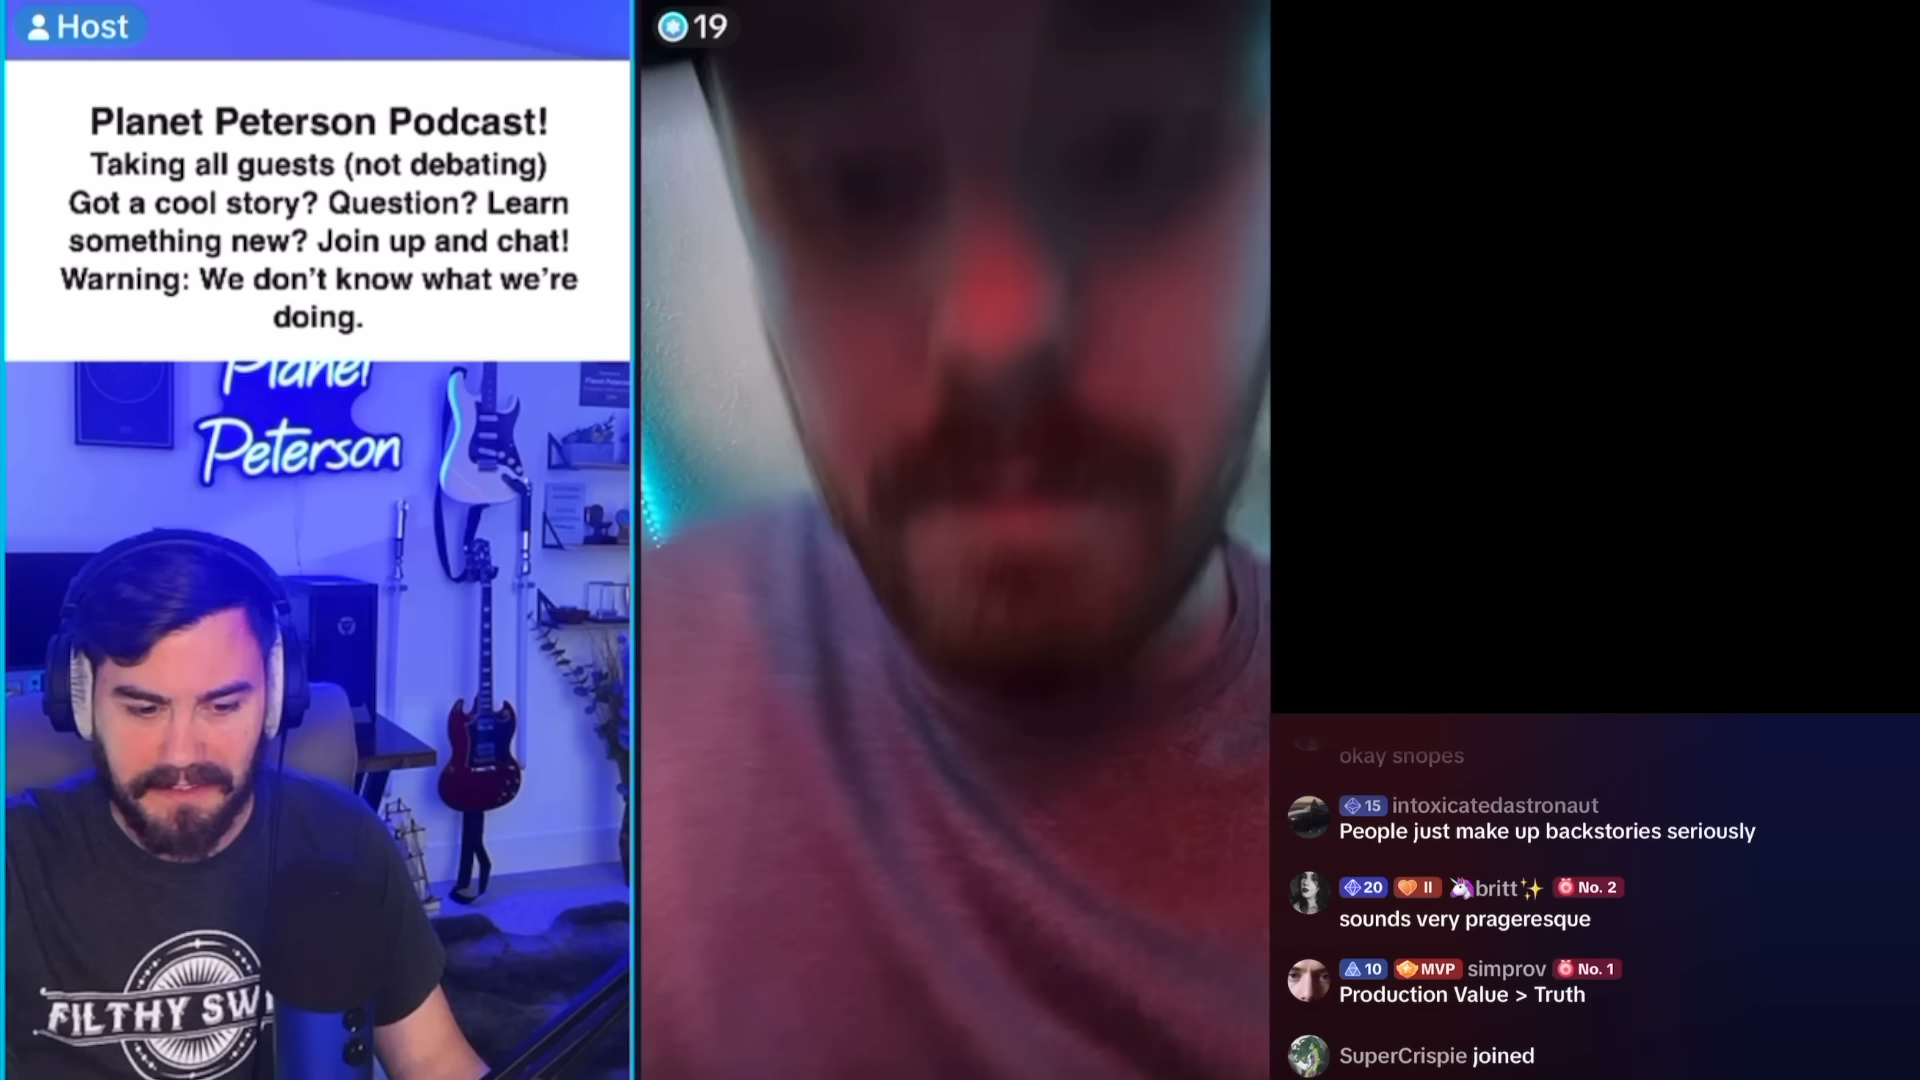 Host
Planet Peterson Podcast!
Taking all guests (not debating)
Got a cool story? Question? Learn
something new? Join up and chat!
Warning: We don't know what we're
doing.
Planet
Peterson
FILTHY SW
19
okay snopes
15 intoxicatedastronaut
People just make up backstories seriously
20 II 🦄britt✨ No. 2
sounds very prageresque
10 MVP simprov No. 1
Production Value > Truth
SuperCrispie joined